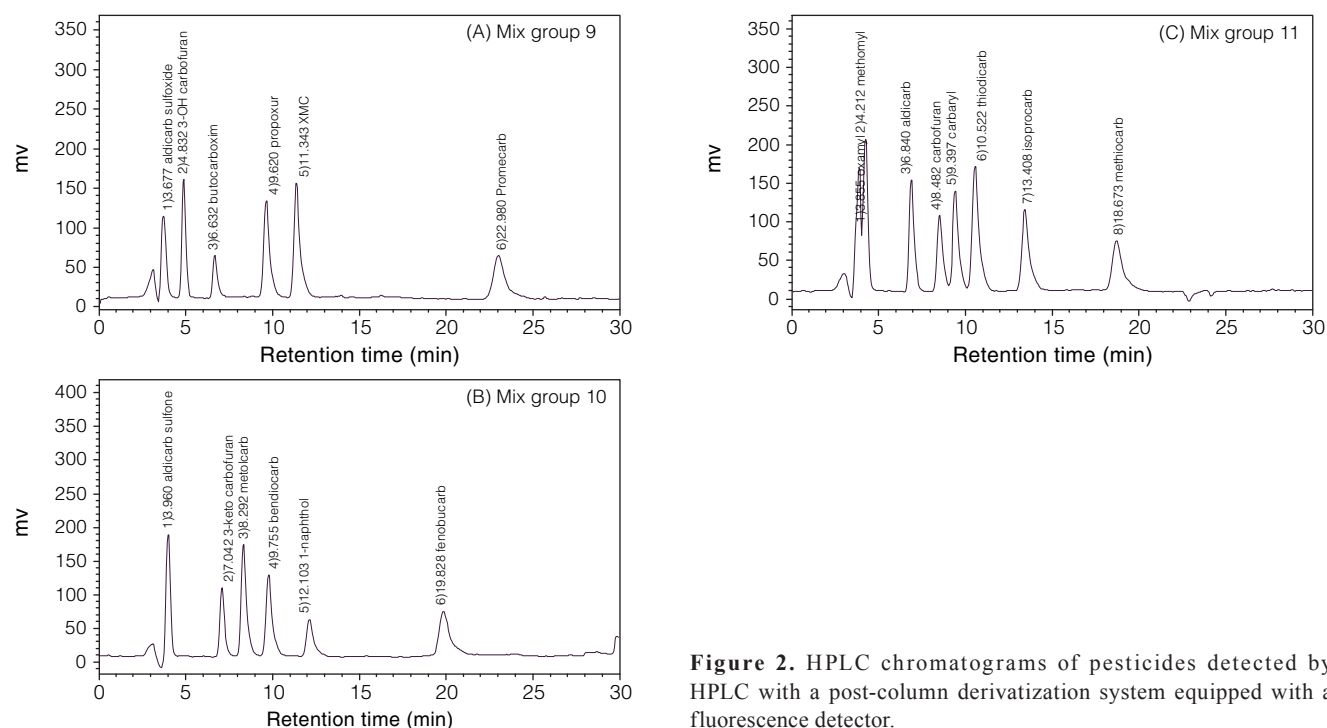 (A) Mix group 9
mv
350
300
250
200
150
100
50
0
1)3.677 aldicarb sulfoxide
2)4.832 3-OH carbofuran
3)6.632 butocarboxim
4)9.620 propoxur
5)11.343 XMC
6)22.980 Promecarb
0 5 10 15 20 25 30
Retention time (min)
(C) Mix group 11
mv
350
300
250
200
150
100
50
0
1)3.855 oxamyl 2)4.212 methomyl
3)6.840 aldicarb
4)8.482 carbofuran
5)9.397 carbaryl
6)10.522 thiodicarb
7)13.408 isoprocarb
8)18.673 methiocarb
0 5 10 15 20 25 30
Retention time (min)
(B) Mix group 10
mv
400
350
300
250
200
150
100
50
0
1)3.960 aldicarb sulfone
2)7.042 3-keto carbofuran
3)8.292 metolcarb
4)9.755 bendiocarb
5)12.103 1-naphthol
6)19.828 fenobucarb
0 5 10 15 20 25 30
Retention time (min)
Figure 2. HPLC chromatograms of pesticides detected by
HPLC with a post-column derivatization system equipped with a
fluorescence detector.